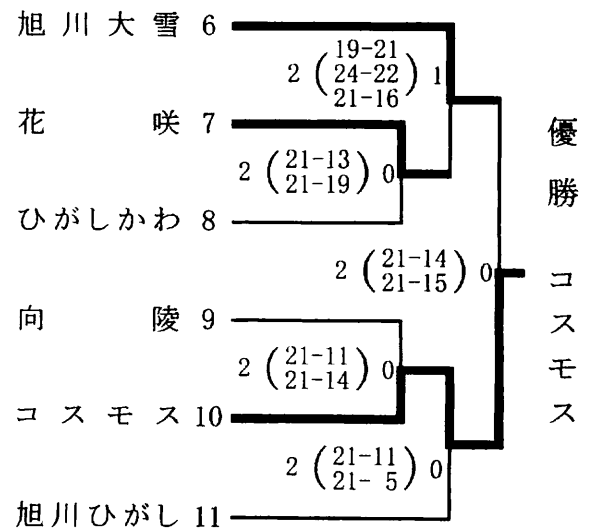 旭川大雪 6
2 (19-21 24-22 21-16) 1
花咲 7
2 (21-13 21-19) 0
ひがしかわ 8
2 (21-14 21-15) 0
向陵 9
2 (21-11 21-14) 0
コスモス 10
2 (21-11 21- 5) 0
旭川ひがし 11
優勝 コスモス